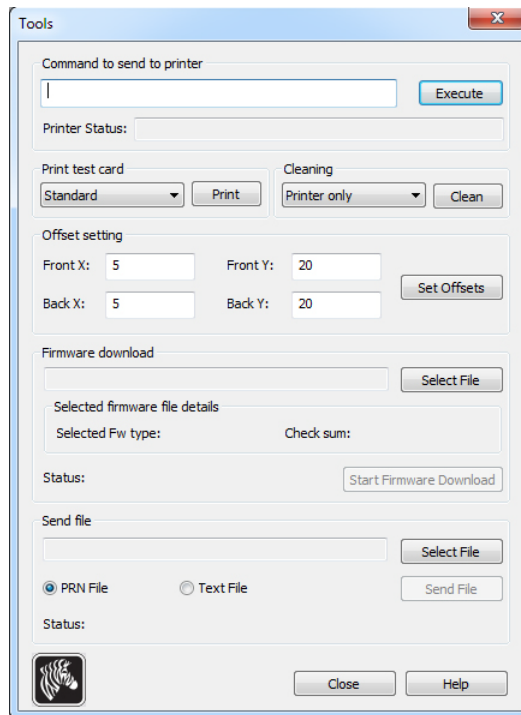 Tools
Command to send to printer
Execute
Printer Status:
Print test card
Standard Print
Cleaning
Printer only Clean
Offset setting
Front X: 5 Front Y: 20
Back X: 5 Back Y: 20
Set Offsets
Firmware download
Select File
Selected firmware file details
Selected Fw type: Check sum:
Status: Start Firmware Download
Send file
Select File
PRN File Text File Send File
Status:
Close Help